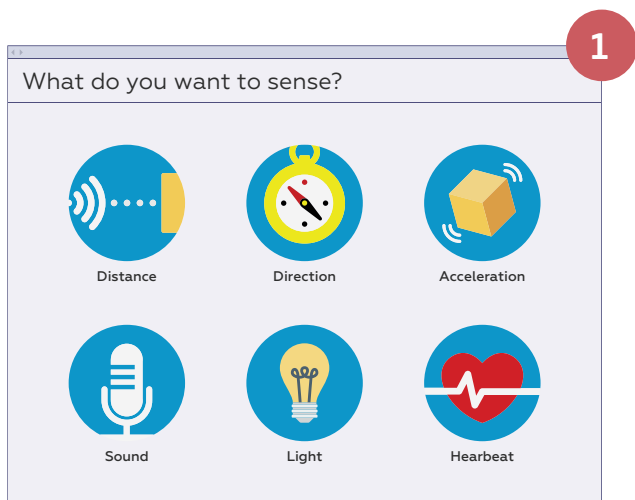 1
What do you want to sense?
Distance
Direction
Acceleration
Sound
Light
Hearbeat